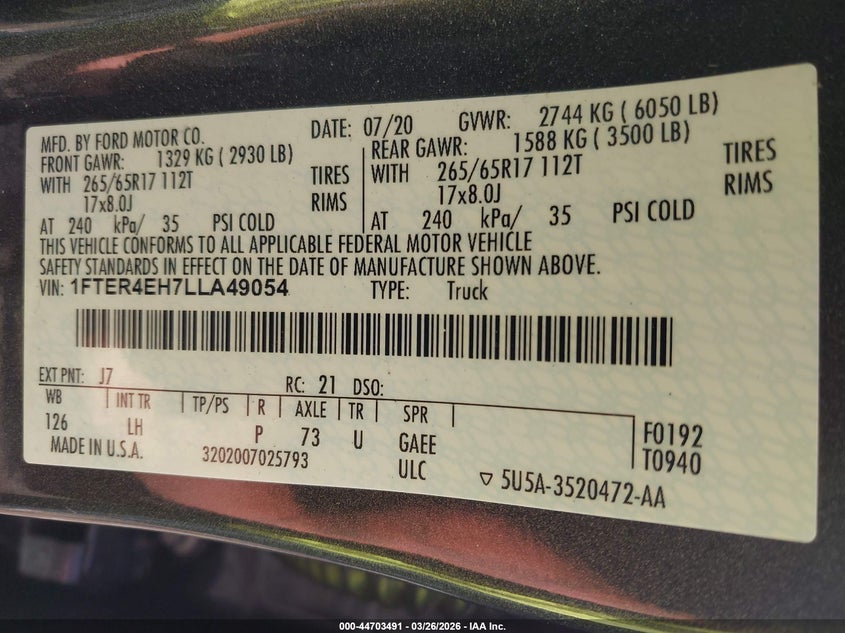 MFD. BY FORD MOTOR CO. DATE: 07/20 GVWR: 2744 KG ( 6050 LB)
FRONT GAWR: 1329 KG ( 2930 LB) REAR GAWR: 1588 KG ( 3500 LB)
WITH 265/65R17 112T TIRES WITH 265/65R17 112T TIRES
17x8.0J RIMS 17x8.0J RIMS
AT 240 kPa/ 35 PSI COLD AT 240 kPa/ 35 PSI COLD
THIS VEHICLE CONFORMS TO ALL APPLICABLE FEDERAL MOTOR VEHICLE
SAFETY STANDARDS IN EFFECT ON THE DATE OF MANUFACTURE SHOWN ABOVE.
VIN: 1FTER4EH7LLA49054 TYPE: Truck
EXT PNT: J7 RC: 21 DSO:
WB INT TR TP/PS R AXLE TR SPR
126 LH P 73 U GAEE F0192
MADE IN U.S.A. 3202007025793 ULC T0940
5U5A-3520472-AA
000-44703491 — 03/26/2026 — IAA Inc.